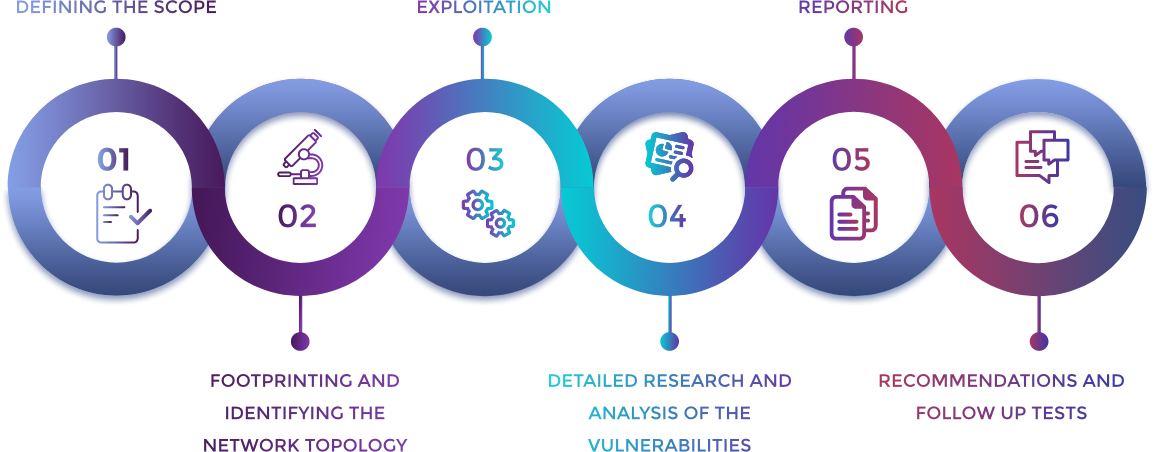 DEFINING THE SCOPE
EXPLOITATION
REPORTING
01
02
03
04
05
06
FOOTPRINTING AND
IDENTIFYING THE
NETWORK TOPOLOGY
DETAILED RESEARCH AND
ANALYSIS OF THE
VULNERABILITIES
RECOMMENDATIONS AND
FOLLOW UP TESTS